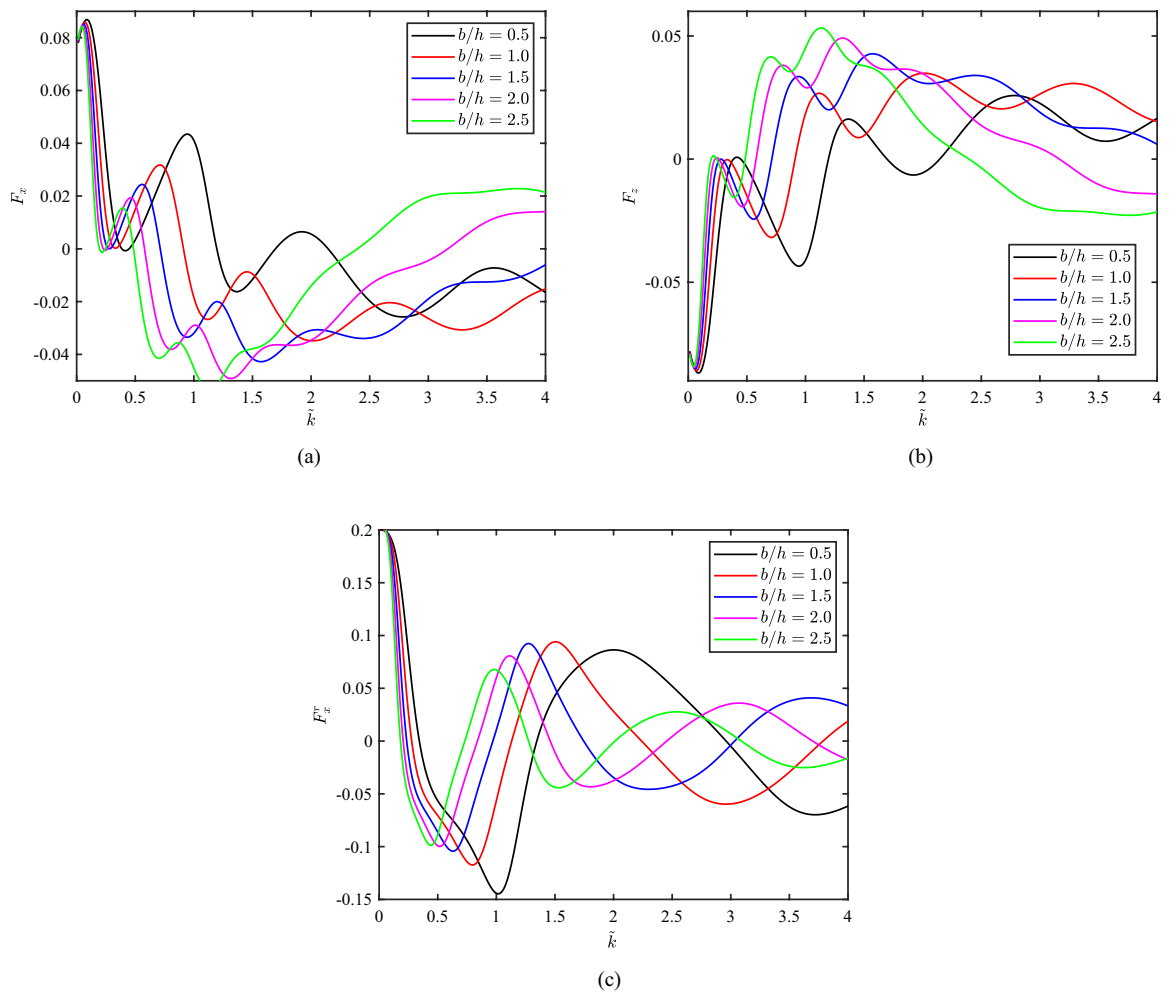 0.08
0.06
0.04
0.02
0
-0.02
-0.04
F_x
0 0.5 1 1.5 2 2.5 3 3.5 4
k̃
b/h = 0.5
b/h = 1.0
b/h = 1.5
b/h = 2.0
b/h = 2.5
(a)
0.05
0
-0.05
F_z
0 0.5 1 1.5 2 2.5 3 3.5 4
k̃
b/h = 0.5
b/h = 1.0
b/h = 1.5
b/h = 2.0
b/h = 2.5
(b)
0.2
0.15
0.1
0.05
0
-0.05
-0.1
-0.15
F_x^r
0 0.5 1 1.5 2 2.5 3 3.5 4
k̃
b/h = 0.5
b/h = 1.0
b/h = 1.5
b/h = 2.0
b/h = 2.5
(c)